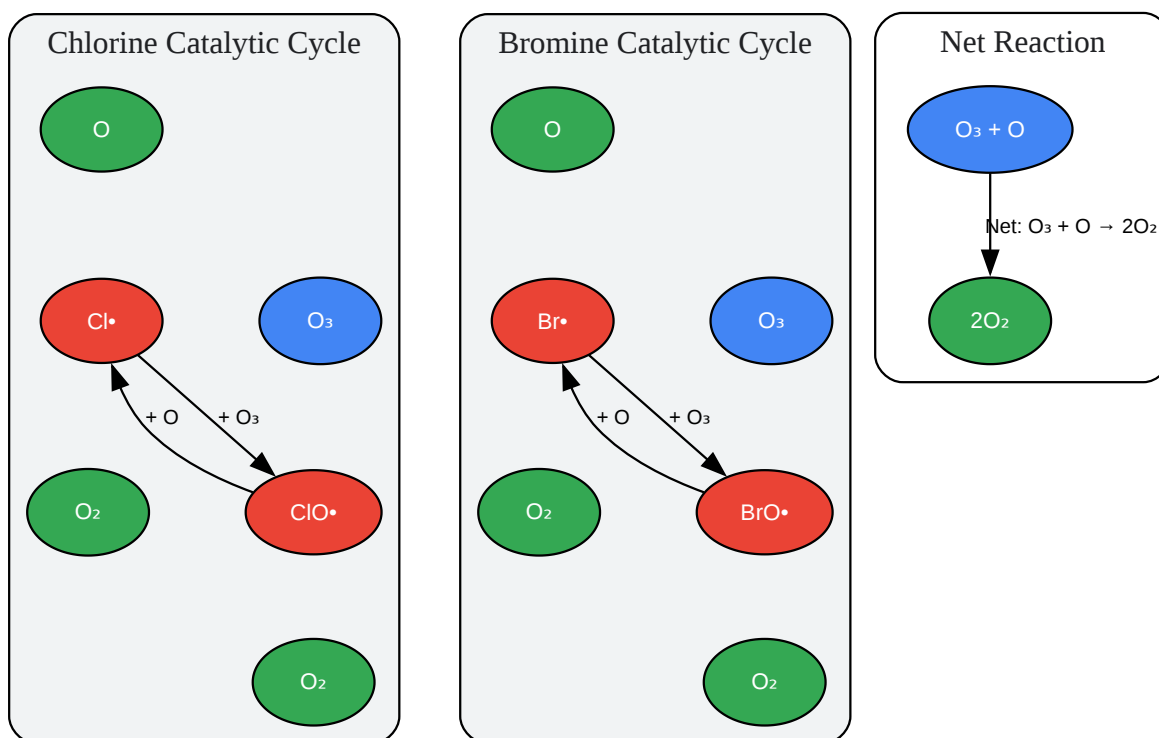 Chlorine Catalytic Cycle
O
Cl•
O₃
+ O
+ O₃
O₂
ClO•
O₂
Bromine Catalytic Cycle
O
Br•
O₃
+ O
+ O₃
O₂
BrO•
O₂
Net Reaction
O₃ + O
Net: O₃ + O → 2O₂
2O₂